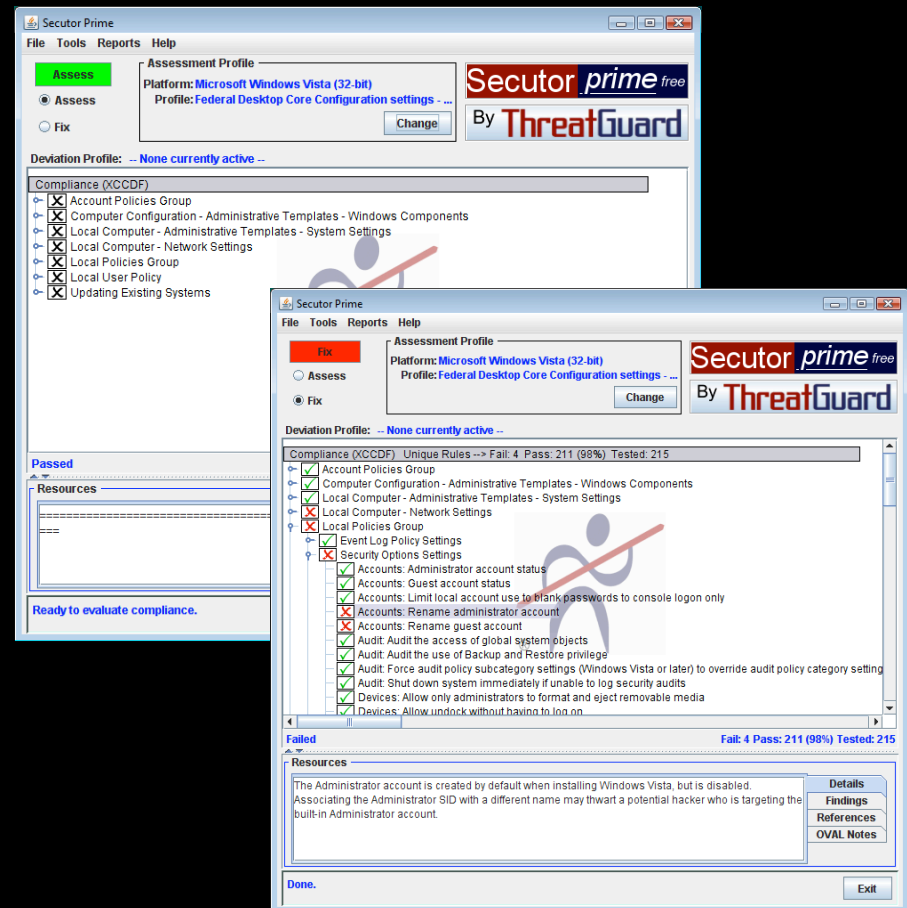 Secutor Prime
File Tools Reports Help
Assess
Assess
Fix
Assessment Profile
Platform: Microsoft Windows Vista (32-bit)
Profile: Federal Desktop Core Configuration settings - ...
Change
Secutor prime free
By ThreatGuard
Deviation Profile: -- None currently active --
Compliance (XCCDF)
Account Policies Group
Computer Configuration - Administrative Templates - Windows Components
Local Computer - Administrative Templates - System Settings
Local Computer - Network Settings
Local Policies Group
Local User Policy
Updating Existing Systems
Passed
Resources
===
Ready to evaluate compliance.
Secutor Prime
File Tools Reports Help
Fix
Assess
Fix
Assessment Profile
Platform: Microsoft Windows Vista (32-bit)
Profile: Federal Desktop Core Configuration settings - ...
Change
Secutor prime free
By ThreatGuard
Deviation Profile: -- None currently active --
Compliance (XCCDF) Unique Rules --> Fail: 4 Pass: 211 (98%) Tested: 215
Account Policies Group
Computer Configuration - Administrative Templates - Windows Components
Local Computer - Administrative Templates - System Settings
Local Computer - Network Settings
Local Policies Group
Event Log Policy Settings
Security Options Settings
Accounts: Administrator account status
Accounts: Guest account status
Accounts: Limit local account use to blank passwords to console logon only
Accounts: Rename administrator account
Accounts: Rename guest account
Audit: Audit the access of global system objects
Audit: Audit the use of Backup and Restore privilege
Audit: Force audit policy subcategory settings (Windows Vista or later) to override audit policy category setting
Audit: Shut down system immediately if unable to log security audits
Devices: Allow only administrators to format and eject removable media
Devices: Allow undock without having to log on
Failed
Fail: 4 Pass: 211 (98%) Tested: 215
Resources
The Administrator account is created by default when installing Windows Vista, but is disabled.
Associating the Administrator SID with a different name may thwart a potential hacker who is targeting the
built-in Administrator account.
Details
Findings
References
OVAL Notes
Done.
Exit